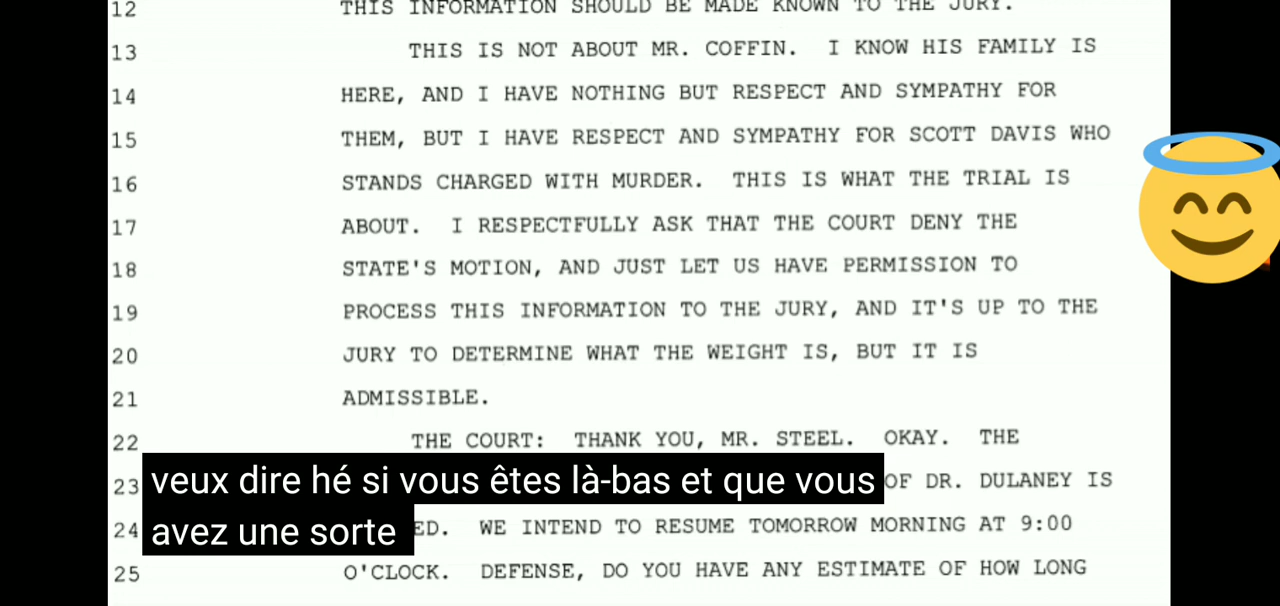 12 THIS INFORMATION SHOULD BE MADE KNOWN TO THE JURY.
13 THIS IS NOT ABOUT MR. COFFIN. I KNOW HIS FAMILY IS
14 HERE, AND I HAVE NOTHING BUT RESPECT AND SYMPATHY FOR
15 THEM, BUT I HAVE RESPECT AND SYMPATHY FOR SCOTT DAVIS WHO
16 STANDS CHARGED WITH MURDER. THIS IS WHAT THE TRIAL IS
17 ABOUT. I RESPECTFULLY ASK THAT THE COURT DENY THE
18 STATE'S MOTION, AND JUST LET US HAVE PERMISSION TO
19 PROCESS THIS INFORMATION TO THE JURY, AND IT'S UP TO THE
20 JURY TO DETERMINE WHAT THE WEIGHT IS, BUT IT IS
21 ADMISSIBLE.
22 THE COURT: THANK YOU, MR. STEEL. OKAY. THE
23 OF DR. DULANEY IS
veux dire hé si vous êtes là-bas et que vous
24 WE INTEND TO RESUME TOMORROW MORNING AT 9:00
avez une sorte
25 O'CLOCK. DEFENSE, DO YOU HAVE ANY ESTIMATE OF HOW LONG